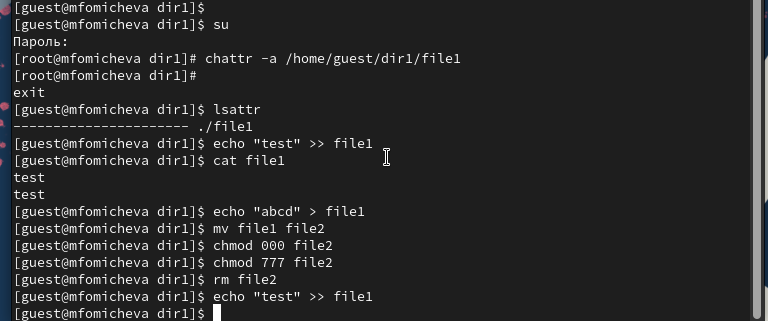 [guest@mfomicheva dir1]$
[guest@mfomicheva dir1]$ su
Пароль:
[root@mfomicheva dir1]# chattr -a /home/guest/dir1/file1
[root@mfomicheva dir1]#
exit
[guest@mfomicheva dir1]$ lsattr
---------------------- ./file1
[guest@mfomicheva dir1]$ echo "test" >> file1
[guest@mfomicheva dir1]$ cat file1
test
test
[guest@mfomicheva dir1]$ echo "abcd" > file1
[guest@mfomicheva dir1]$ mv file1 file2
[guest@mfomicheva dir1]$ chmod 000 file2
[guest@mfomicheva dir1]$ chmod 777 file2
[guest@mfomicheva dir1]$ rm file2
[guest@mfomicheva dir1]$ echo "test" >> file1
[guest@mfomicheva dir1]$